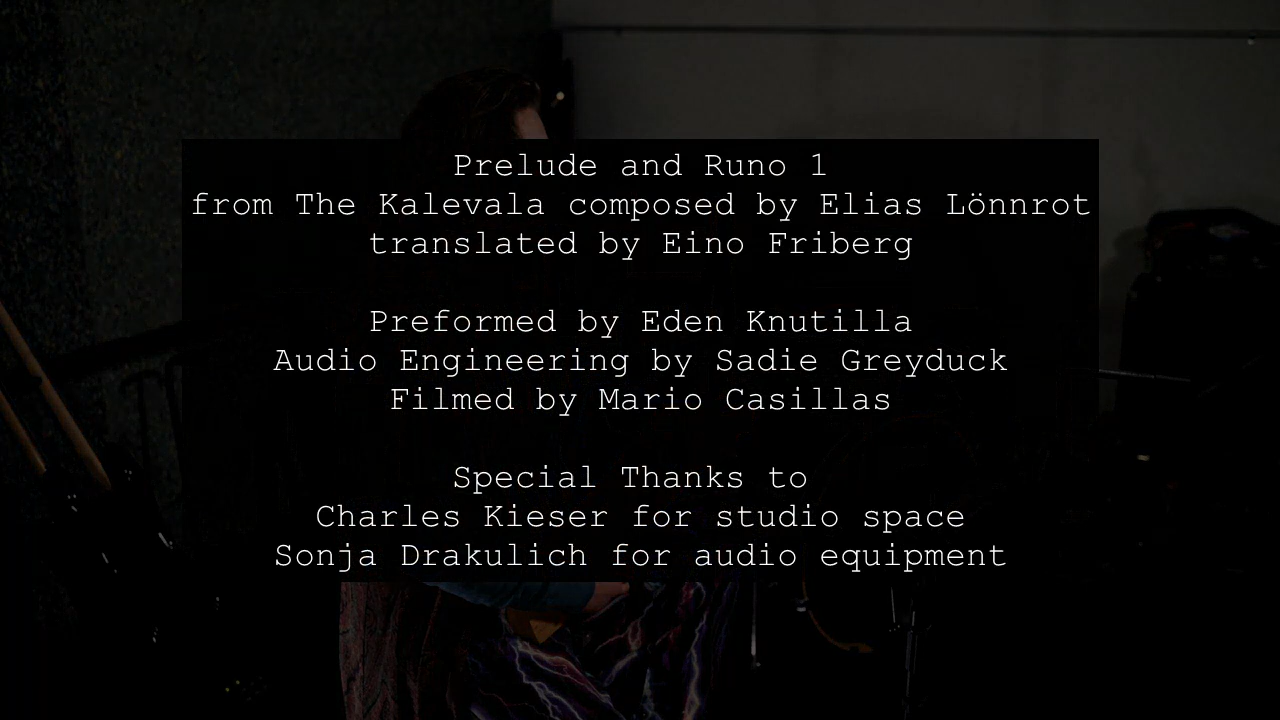 Prelude and Runo 1
from The Kalevala composed by Elias Lönnrot
translated by Eino Friberg
Preformed by Eden Knutilla
Audio Engineering by Sadie Greyduck
Filmed by Mario Casillas
Special Thanks to
Charles Kieser for studio space
Sonja Drakulich for audio equipment